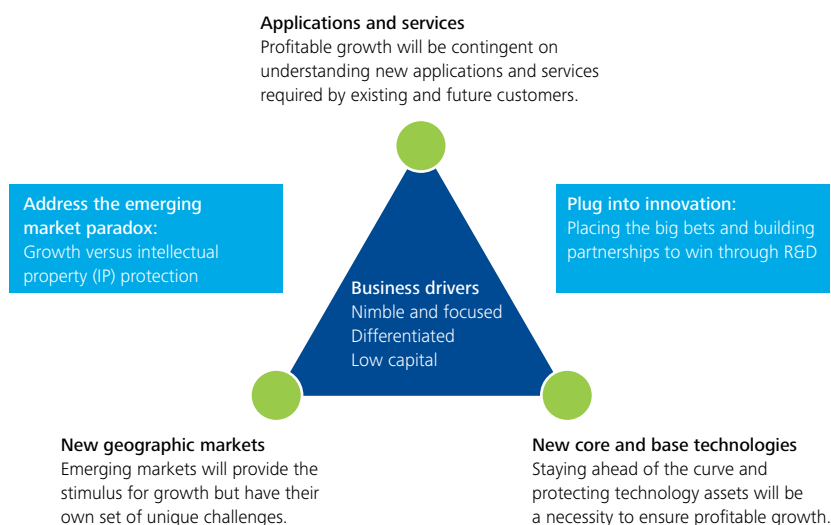 Applications and services
Profitable growth will be contingent on
understanding new applications and services
required by existing and future customers.
Address the emerging
market paradox:
Growth versus intellectual
property (IP) protection
Plug into innovation:
Placing the big bets and building
partnerships to win through R&D
Business drivers
Nimble and focused
Differentiated
Low capital
New geographic markets
Emerging markets will provide the
stimulus for growth but have their
own set of unique challenges.
New core and base technologies
Staying ahead of the curve and
protecting technology assets will be
a necessity to ensure profitable growth.